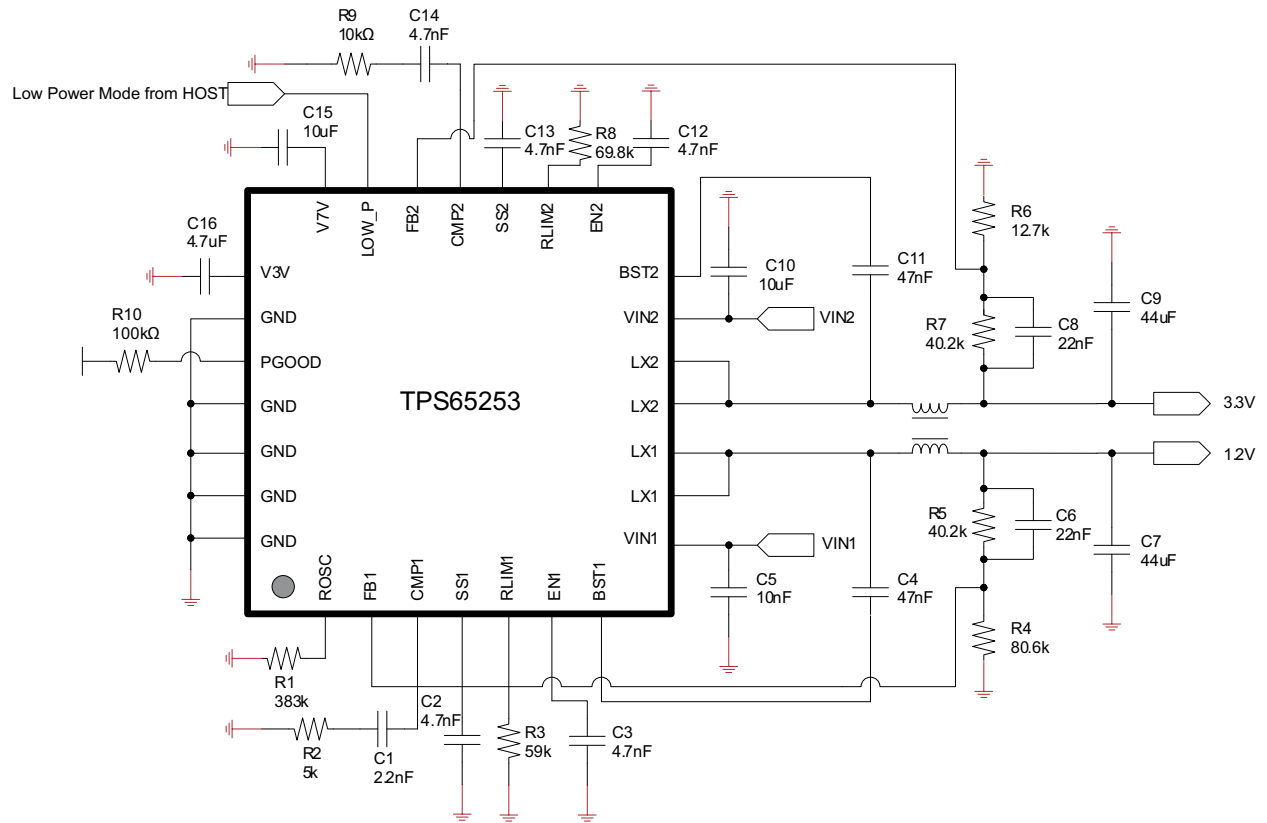 R9
10kΩ
C14
4.7nF
Low Power Mode from HOST
C15
10uF
C13
4.7nF
R8
69.8k
C12
4.7nF
V7V
LOW_P
FB2
CMP2
SS2
RLIM2
EN2
C16
4.7uF
R10
100kΩ
V3V
GND
PGOOD
GND
GND
GND
GND
TPS65253
BST2
VIN2
LX2
LX2
LX1
LX1
VIN1
ROSC
FB1
CMP1
SS1
RLIM1
EN1
BST1
C10
10uF
VIN2
C11
47nF
R6
12.7k
R7
40.2k
C8
22nF
C9
44uF
3.3V
1.2V
VIN1
C5
10nF
C4
47nF
R5
40.2k
C6
22nF
C7
44uF
R4
80.6k
R1
383k
R2
5k
C1
2.2nF
C2
4.7nF
R3
59k
C3
4.7nF